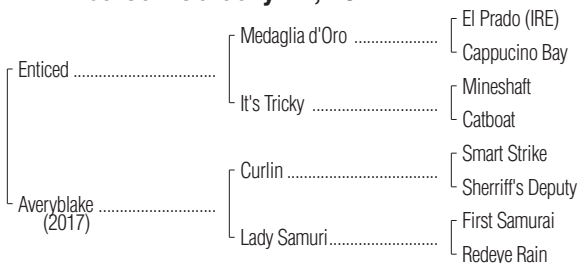 El Prado (IRE)
Medaglia d'Oro
Cappucino Bay
Enticed
Mineshaft
It's Tricky
Catboat
Smart Strike
Curlin
Sherriff's Deputy
Averyblake
(2017)
First Samurai
Lady Samuri
Redeye Rain